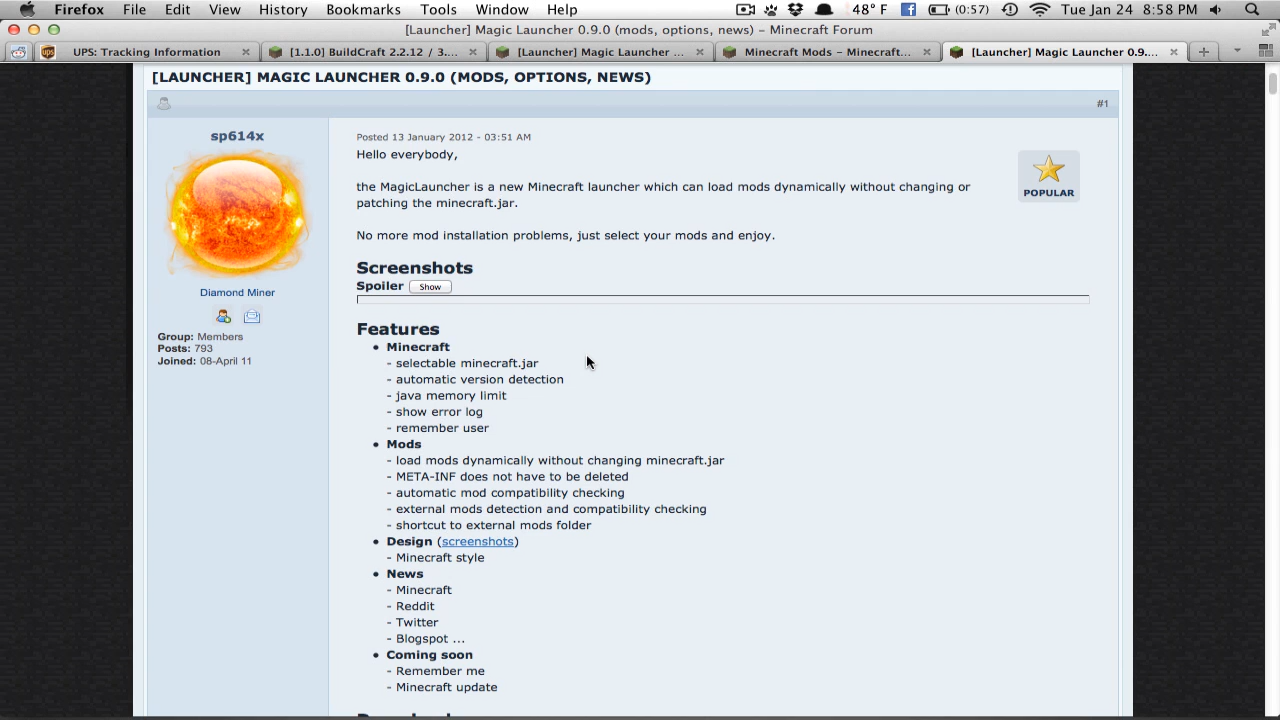 Firefox File Edit View History Bookmarks Tools Window Help 48° F (0:57) Tue Jan 24 8:58 PM
[Launcher] Magic Launcher 0.9.0 (mods, options, news) – Minecraft Forum
UPS: Tracking Information [1.1.0] BuildCraft 2.2.12 / 3.... [Launcher] Magic Launcher ... Minecraft Mods – Minecraft... [Launcher] Magic Launcher 0.9....
[LAUNCHER] MAGIC LAUNCHER 0.9.0 (MODS, OPTIONS, NEWS)
#1
sp614x
Diamond Miner
Group: Members
Posts: 793
Joined: 08-April 11
Posted 13 January 2012 - 03:51 AM
Hello everybody,
POPULAR
the MagicLauncher is a new Minecraft launcher which can load mods dynamically without changing or
patching the minecraft.jar.
No more mod installation problems, just select your mods and enjoy.
Screenshots
Spoiler Show
Features
• Minecraft
- selectable minecraft.jar
- automatic version detection
- java memory limit
- show error log
- remember user
• Mods
- load mods dynamically without changing minecraft.jar
- META-INF does not have to be deleted
- automatic mod compatibility checking
- external mods detection and compatibility checking
- shortcut to external mods folder
• Design (screenshots)
- Minecraft style
• News
- Minecraft
- Reddit
- Twitter
- Blogspot ...
• Coming soon
- Remember me
- Minecraft update